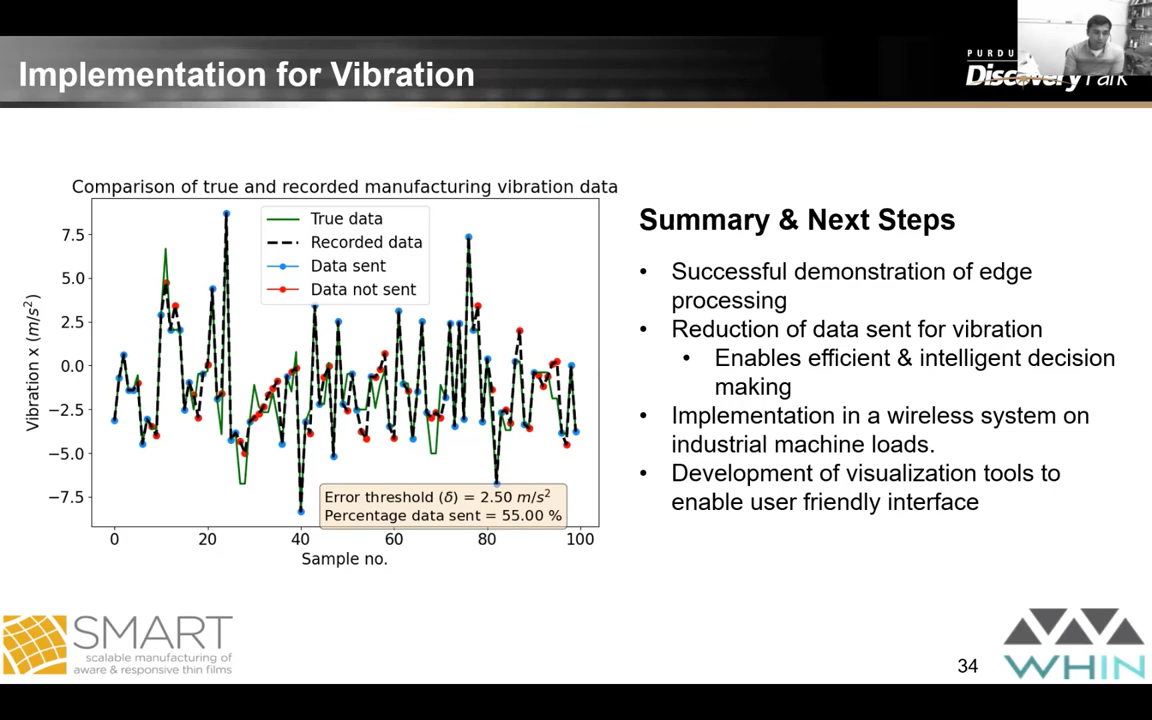 Implementation for Vibration
PURDU
Discovery Park
Comparison of true and recorded manufacturing vibration data
True data
Recorded data
Data sent
Data not sent
7.5
5.0
2.5
0.0
−2.5
−5.0
−7.5
Vibration x (m/s²)
Error threshold (δ) = 2.50 m/s²
Percentage data sent = 55.00 %
0 20 40 60 80 100
Sample no.
Summary & Next Steps
• Successful demonstration of edge
processing
• Reduction of data sent for vibration
• Enables efficient & intelligent decision
making
• Implementation in a wireless system on
industrial machine loads.
• Development of visualization tools to
enable user friendly interface
SMART
scalable manufacturing of
aware & responsive thin films
34
WHIN